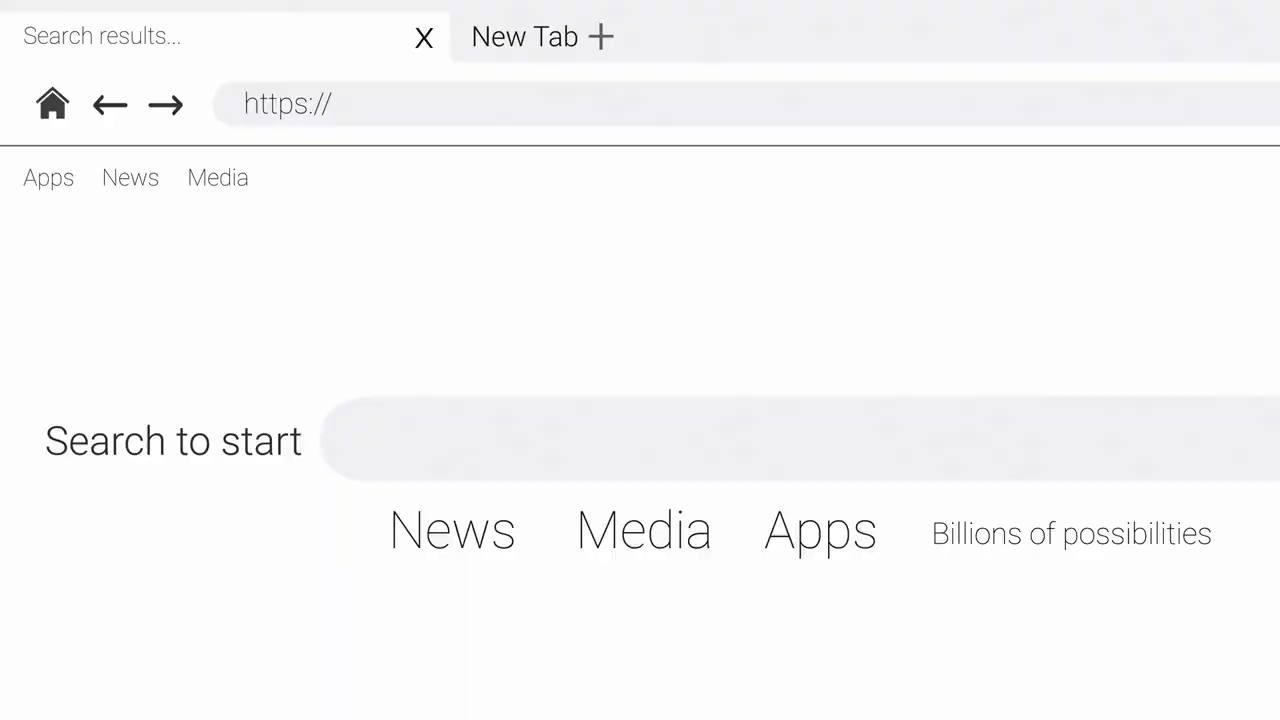 Search results... X New Tab +
https://
Apps News Media
Search to start
News Media Apps Billions of possibilities